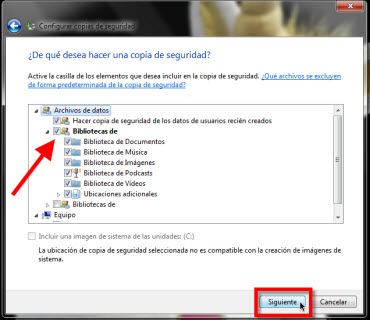 Configurar copias de seguridad
¿De qué desea hacer una copia de seguridad?
Active la casilla de los elementos que desea incluir en la copia de seguridad. ¿Qué archivos se excluyen
de forma predeterminada de la copia de seguridad?
Archivos de datos
Hacer copia de seguridad de los datos de usuarios recién creados
Bibliotecas de
Biblioteca de Documentos
Biblioteca de Música
Biblioteca de Imágenes
Biblioteca de Podcasts
Biblioteca de Vídeos
Ubicaciones adicionales
Bibliotecas de
Equipo
Incluir una imagen de sistema de las unidades: (C:)
La ubicación de copia de seguridad seleccionada no es compatible con la creación de imágenes de
sistema.
Siguiente Cancelar